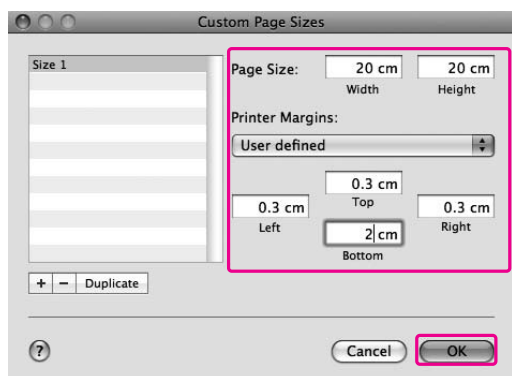 Custom Page Sizes
Size 1
Page Size: 20 cm 20 cm
Width Height
Printer Margins:
User defined
0.3 cm
Top
0.3 cm 0.3 cm
Left Right
2 cm
Bottom
+ - Duplicate
? Cancel OK